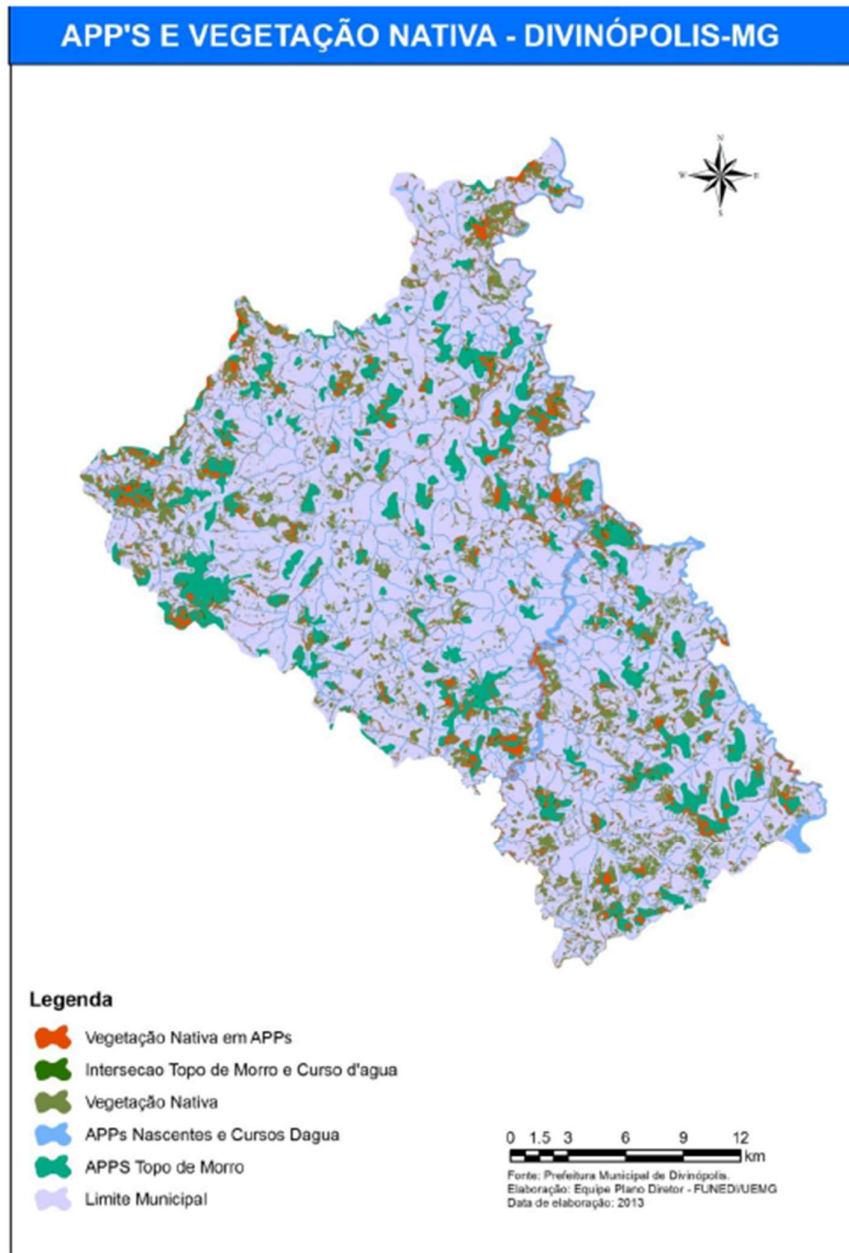 APP'S E VEGETAÇÃO NATIVA - DIVINÓPOLIS-MG
N
W
E
S
Legenda
Vegetação Nativa em APPs
Intersecao Topo de Morro e Curso d'agua
Vegetação Nativa
APPs Nascentes e Cursos Dagua
APPS Topo de Morro
Limite Municipal
0 1.5 3 6 9 12
km
Fonte: Prefeitura Municipal de Divinópolis.
Elaboração: Equipe Plano Diretor - FUNEDI/UEMG
Data de elaboração: 2013